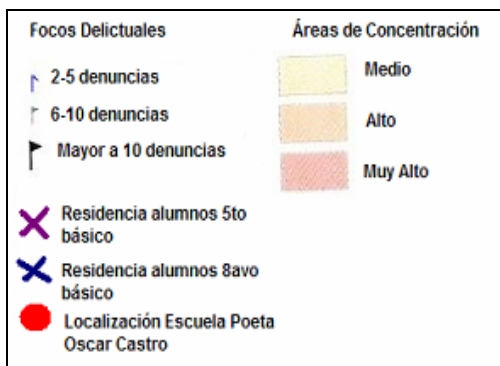 Focos Delictuales
2-5 denuncias
6-10 denuncias
Mayor a 10 denuncias
Residencia alumnos 5to
básico
Residencia alumnos 8avo
básico
Localización Escuela Poeta
Oscar Castro
Áreas de Concentración
Medio
Alto
Muy Alto